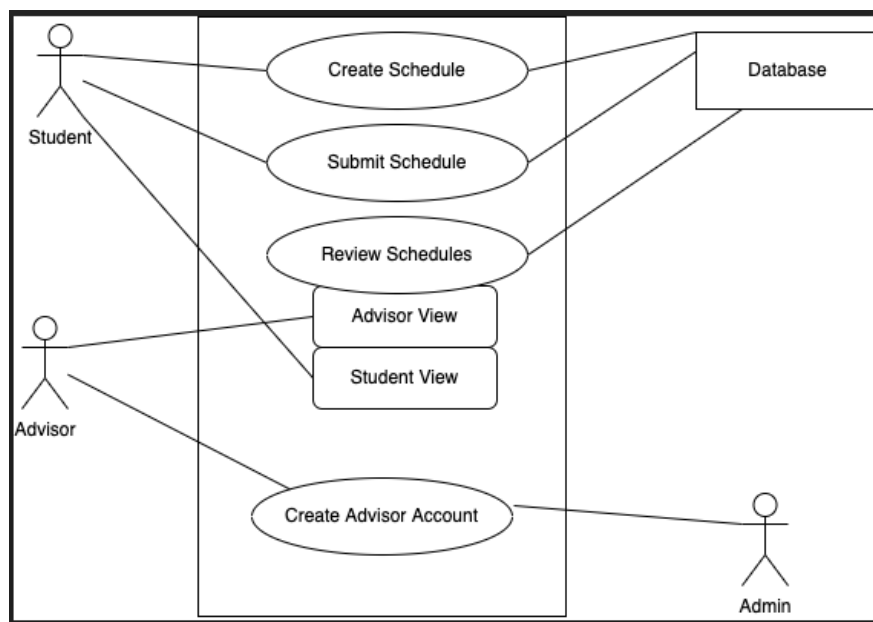 Create Schedule
Database
Student
Submit Schedule
Review Schedules
Advisor View
Student View
Advisor
Create Advisor Account
Admin